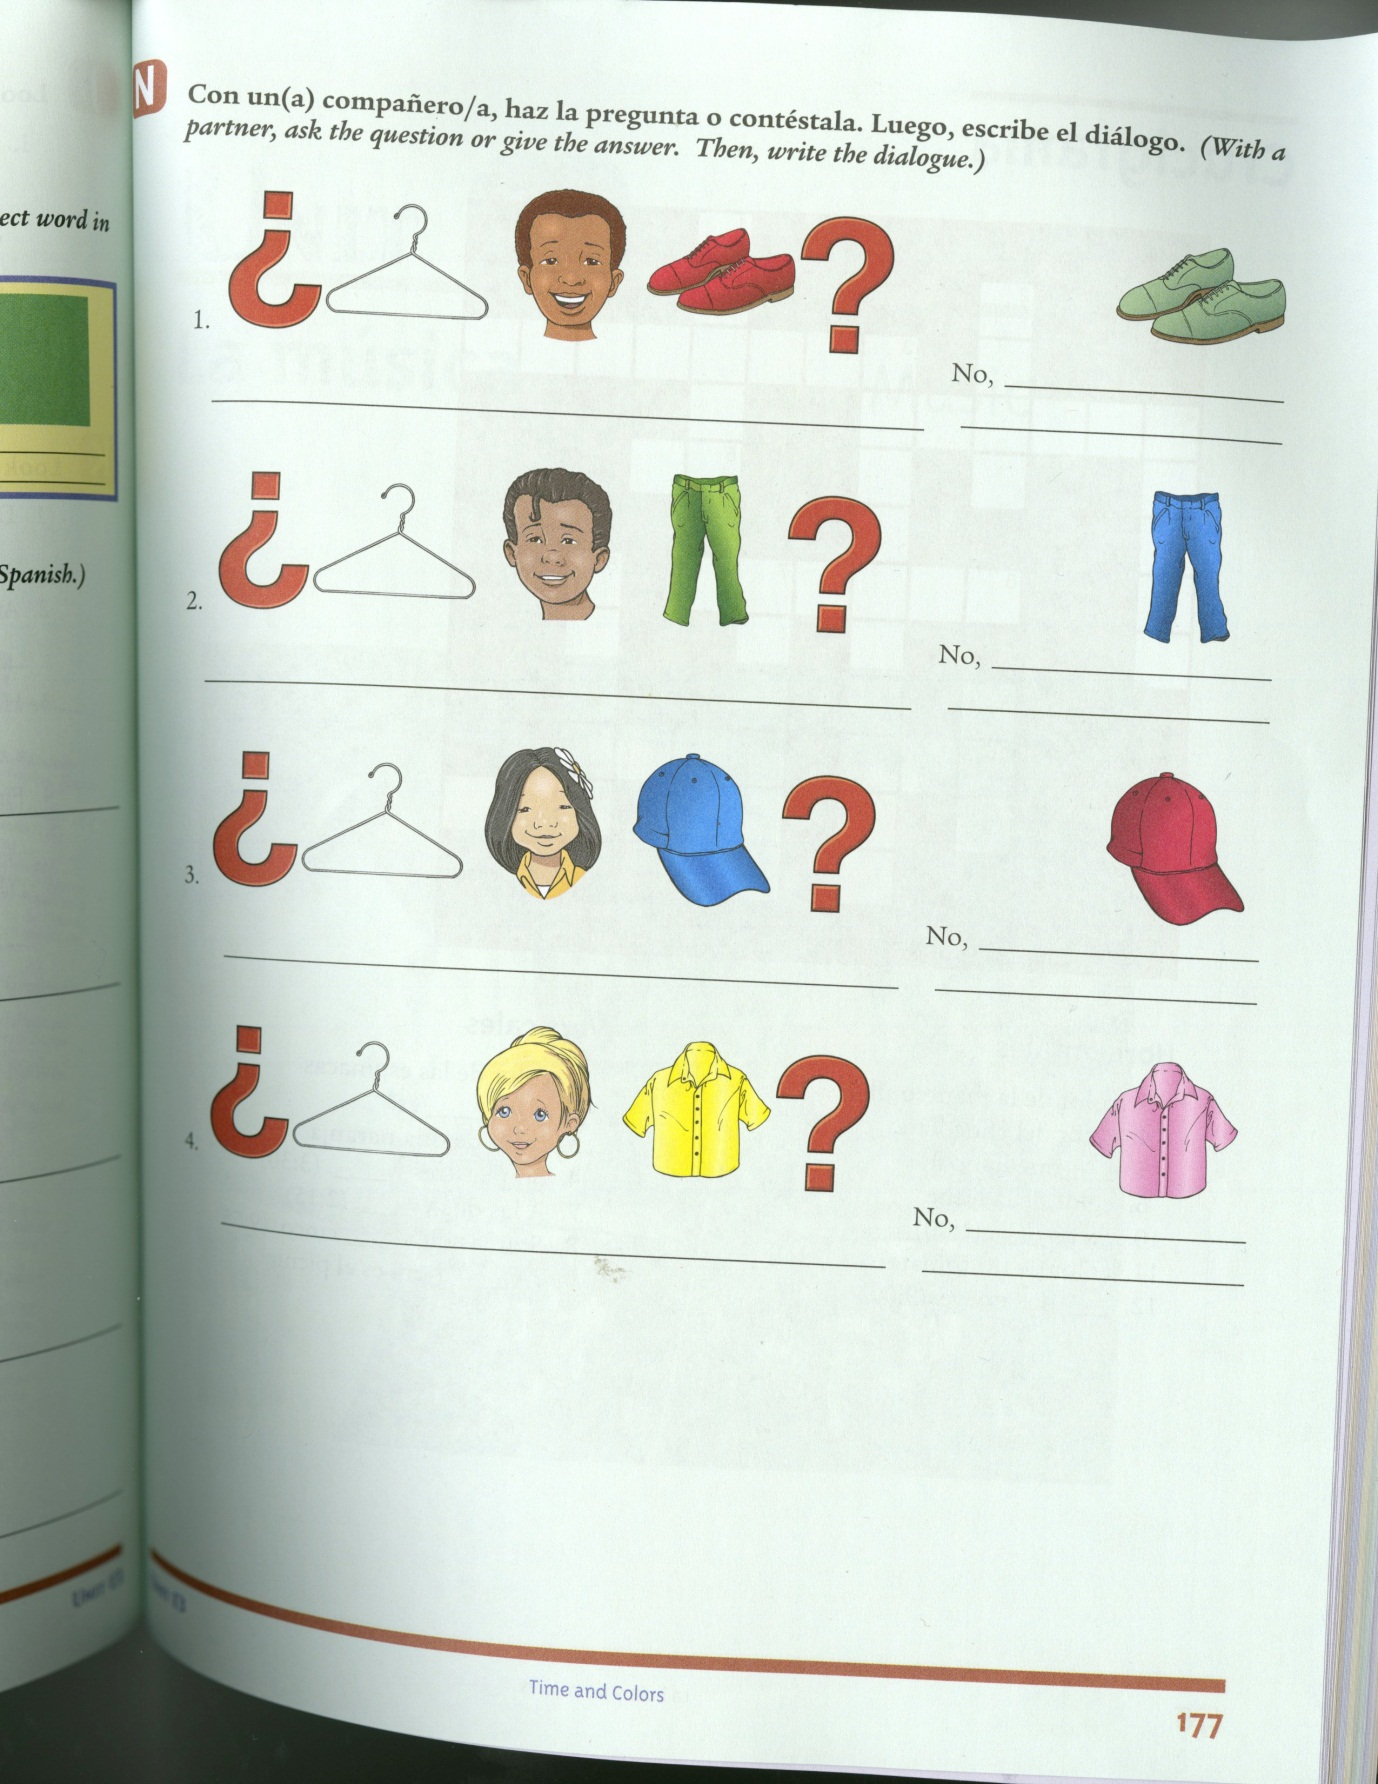 ect word in
Spanish.)
N
Con un(a) compañero/a, haz la pregunta o contéstala. Luego, escribe el diálogo. (With a
partner, ask the question or give the answer. Then, write the dialogue.)
¿ ?
1.
No,
¿ ?
2.
No,
¿ ?
3.
No,
¿ ?
4.
No,
Time and Colors
177